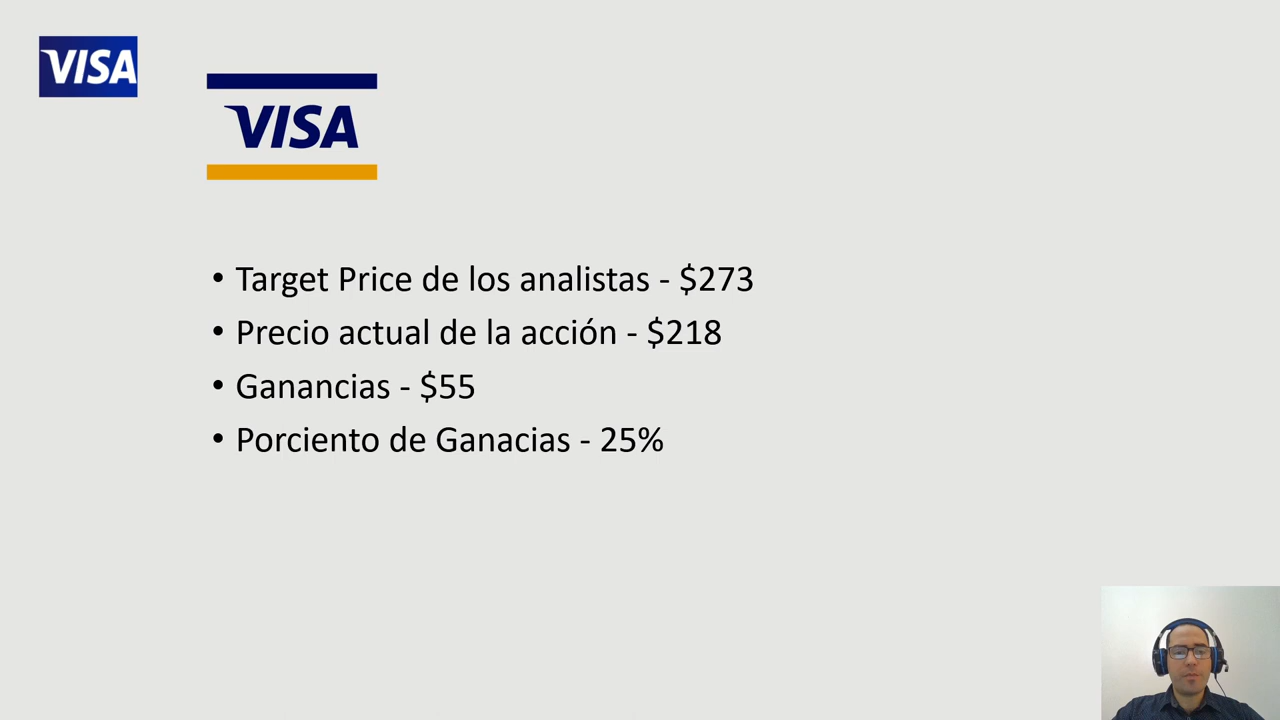 VISA
VISA
• Target Price de los analistas - $273
• Precio actual de la acción - $218
• Ganancias - $55
• Porciento de Ganacias - 25%